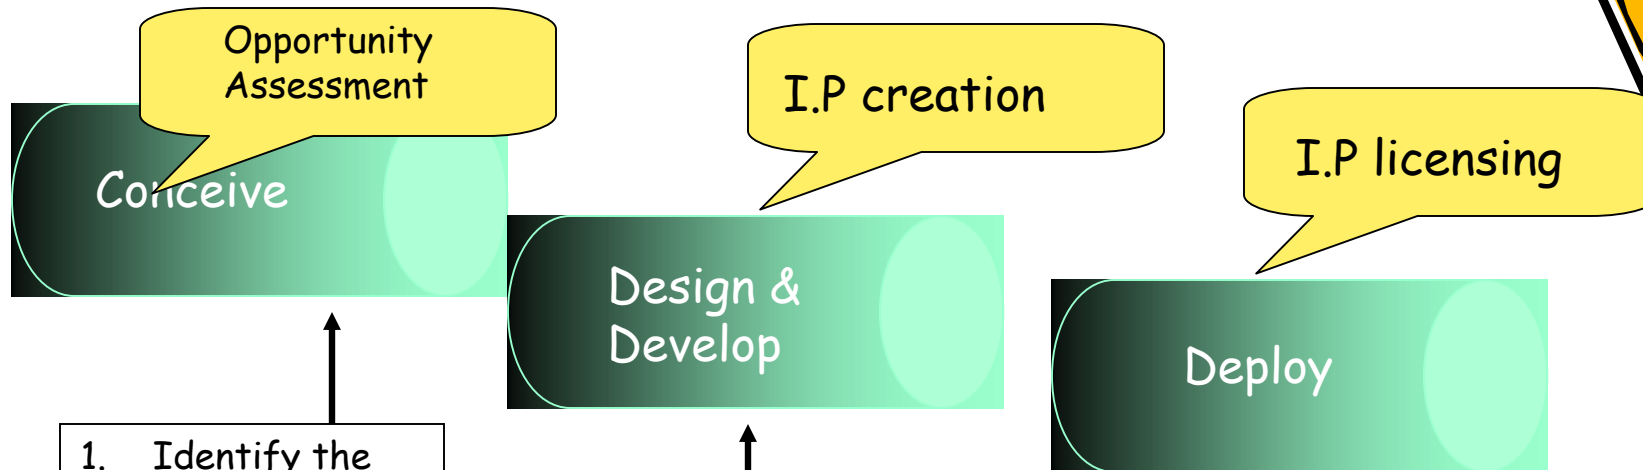 Opportunity
Assessment
Conceive
I.P creation
Design &
Develop
I.P licensing
Deploy
1. Identify the